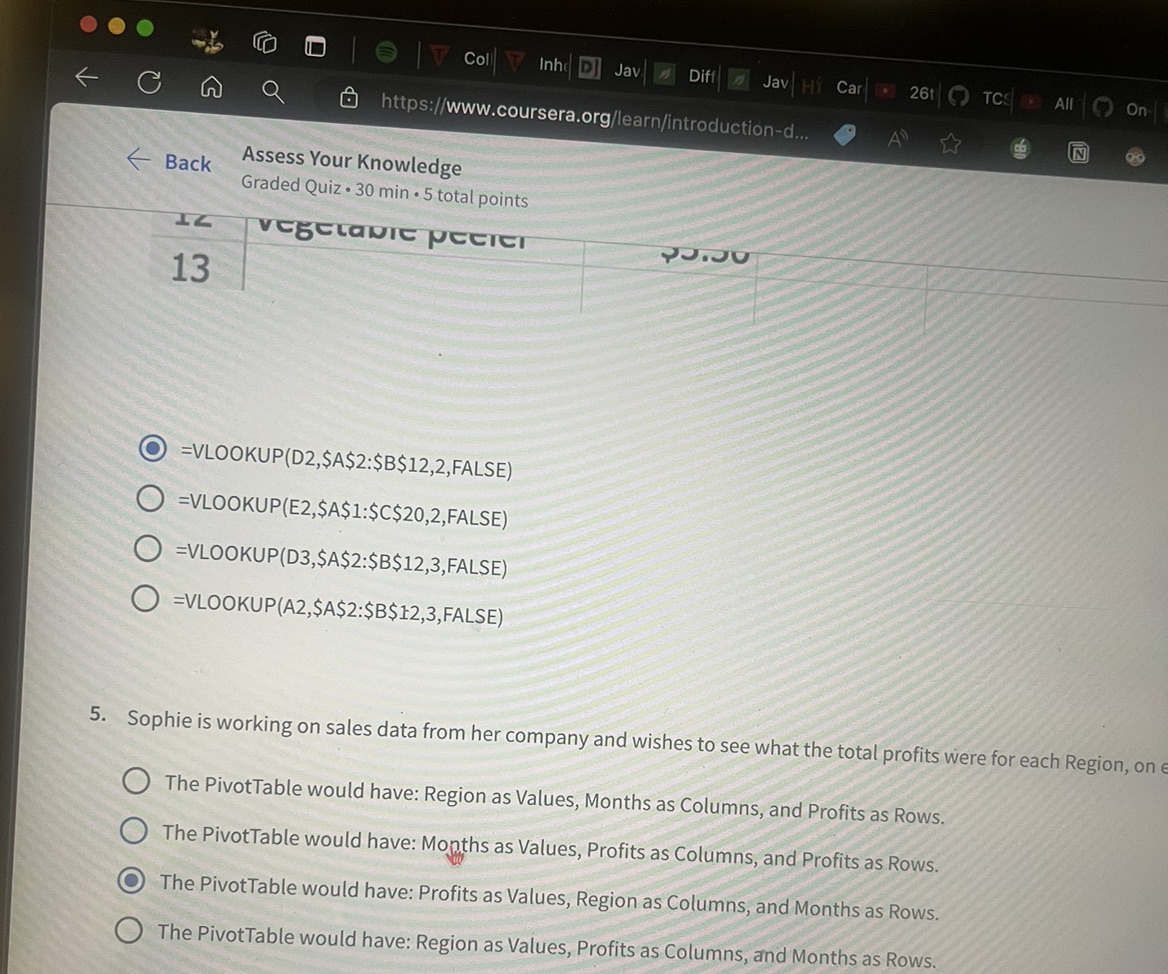 Col
Inh
DJ
Jav
Diff
Jav
Car
26t
TCS
All
On-
https://www.coursera.org/learn/introduction-d...
Back
Assess Your Knowledge
Graded Quiz • 30 min • 5 total points
12 vegetable peeler
13
=VLOOKUP(D2,$A$2:$B$12,2,FALSE)
=VLOOKUP(E2,$A$1:$C$20,2,FALSE)
=VLOOKUP(D3,$A$2:$B$12,3,FALSE)
=VLOOKUP(A2,$A$2:$B$12,3,FALSE)
5. Sophie is working on sales data from her company and wishes to see what the total profits were for each Region, on
The PivotTable would have: Region as Values, Months as Columns, and Profits as Rows.
The PivotTable would have: Months as Values, Profits as Columns, and Profits as Rows.
The PivotTable would have: Profits as Values, Region as Columns, and Months as Rows.
The PivotTable would have: Region as Values, Profits as Columns, and Months as Rows.